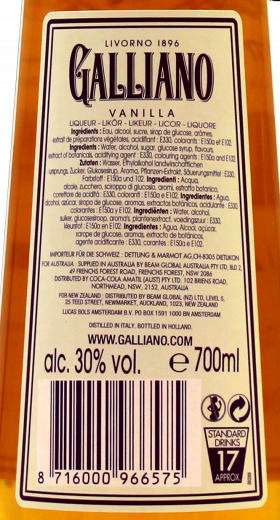 LIVORNO 1896
GALLIANO
VANILLA
LIQUEUR - LIKÖR - LIKEUR - LICOR - LIQUORE
Ingrédients : Eau, alcool, sucre, sirop de glucose, arômes,
extrait de préparations végétales, acidifiant : E330, colorants : E150a et E102.
Ingredients : Water, alcohol, sugar, glucose syrup, flavours,
extract of botanicals, acidifying agent : E330, colouring agents : E150a and E102.
Zutaten : Wasser, Ethylalkohol landwirtschaftlichen
ursprungs, Zucker, Glukosesirup, Aroma, Pflanzen-Extrakt, Säuerungsmittel : E330,
Farbstoff : E150a und 102. Ingredienti : Acqua,
alcole, zucchero, sciroppo di glucosio, aromi, estratto botanico,
correttore de acidità : E330, coloranti : E150a e E102. Ingredientes : Agua,
alcohol, azúcar, sirope de glucosa, aromas, extractos botánicos, acidulante : E330,
colorantes : E150a y E102. Ingrediënten : Water, alcohol,
suiker, glucosesiroop, aroma's, plantenextract, voedingszuur : E330,
kleurstof : E150a en E102. Ingredientes : Agua, Alcool, açúcar,
xarope de glucose, aromas, extracto de botánicos,
agente acidificante : E330, corantes : E150a e E102.
IMPORTEUR FÜR DIE SCHWEIZ : DETTLING & MARMOT AG,CH-8305 DIETLIKON
FOR AUSTRALIA : SUPPLIED IN AUSTRALIA BY BEAM GLOBAL AUSTRALIA PTY LTD, BLD 2,
49 FRENCHS FOREST ROAD, FRENCHS FOREST, NSW 2086
DISTRIBUTED BY COCA-COLA AMATIL (AUST) PTY LTD. 102 BRIENS ROAD,
NORTHMEAD, NSW, 2152, AUSTRALIA
FOR NEW ZEALAND : DISTRIBUTED BY BEAM GLOBAL (NZ) LTD, LEVEL 5,
25 TEED STREET, NEWMARKET, AUCKLAND, 1023, NEW ZEALAND
LUCAS BOLS AMSTERDAM B.V. PO BOX 1591 1000 BN AMSTERDAM
DISTILLED IN ITALY. BOTTLED IN HOLLAND.
WWW.GALLIANO.COM
alc. 30% vol. e 700ml
STANDARD
DRINKS
17
APPROX.
8 716000 966575